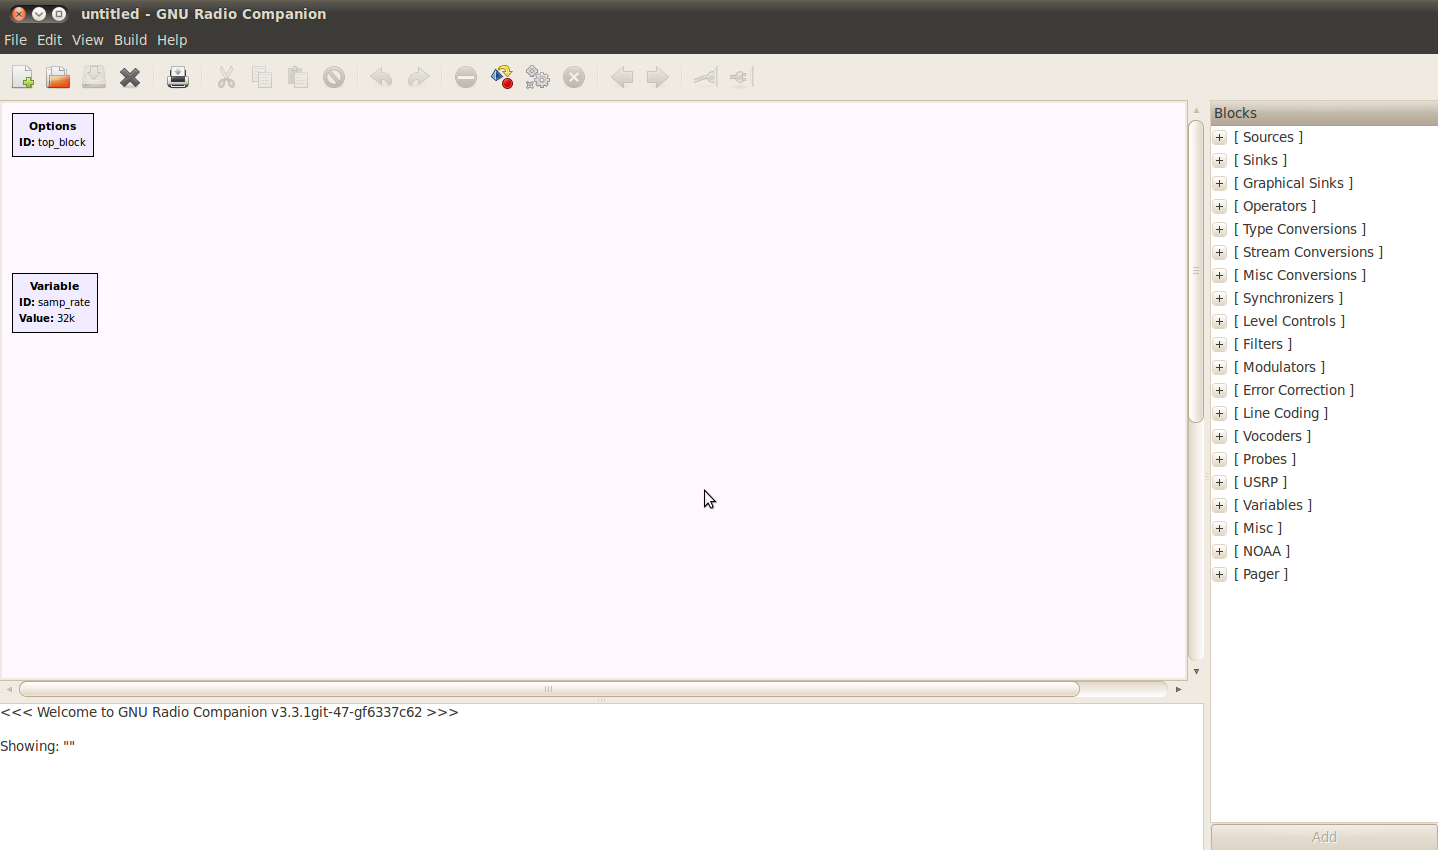 untitled - GNU Radio Companion
File Edit View Build Help
Options
ID: top_block
Variable
ID: samp_rate
Value: 32k
Blocks
[ Sources ]
[ Sinks ]
[ Graphical Sinks ]
[ Operators ]
[ Type Conversions ]
[ Stream Conversions ]
[ Misc Conversions ]
[ Synchronizers ]
[ Level Controls ]
[ Filters ]
[ Modulators ]
[ Error Correction ]
[ Line Coding ]
[ Vocoders ]
[ Probes ]
[ USRP ]
[ Variables ]
[ Misc ]
[ NOAA ]
[ Pager ]
Add
<<< Welcome to GNU Radio Companion v3.3.1git-47-gf6337c62 >>>
Showing: ""